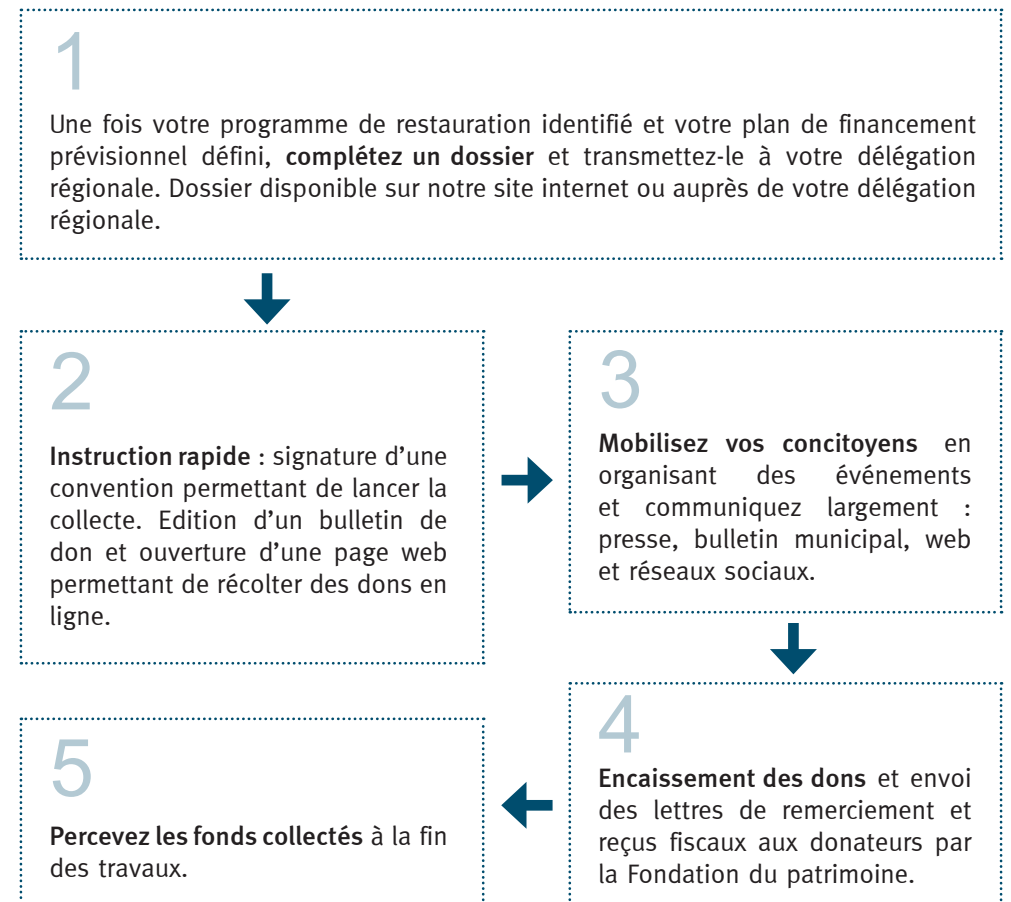 1
Une fois votre programme de restauration identifié et votre plan de financement
prévisionnel défini, complétez un dossier et transmettez-le à votre délégation
régionale. Dossier disponible sur notre site internet ou auprès de votre délégation
régionale.
2
Instruction rapide : signature d’une
convention permettant de lancer la
collecte. Edition d’un bulletin de
don et ouverture d’une page web
permettant de récolter des dons en
ligne.
3
Mobilisez vos concitoyens en
organisant des événements
et communiquez largement :
presse, bulletin municipal, web
et réseaux sociaux.
4
Encaissement des dons et envoi
des lettres de remerciement et
reçus fiscaux aux donateurs par
la Fondation du patrimoine.
5
Percevez les fonds collectés à la fin
des travaux.